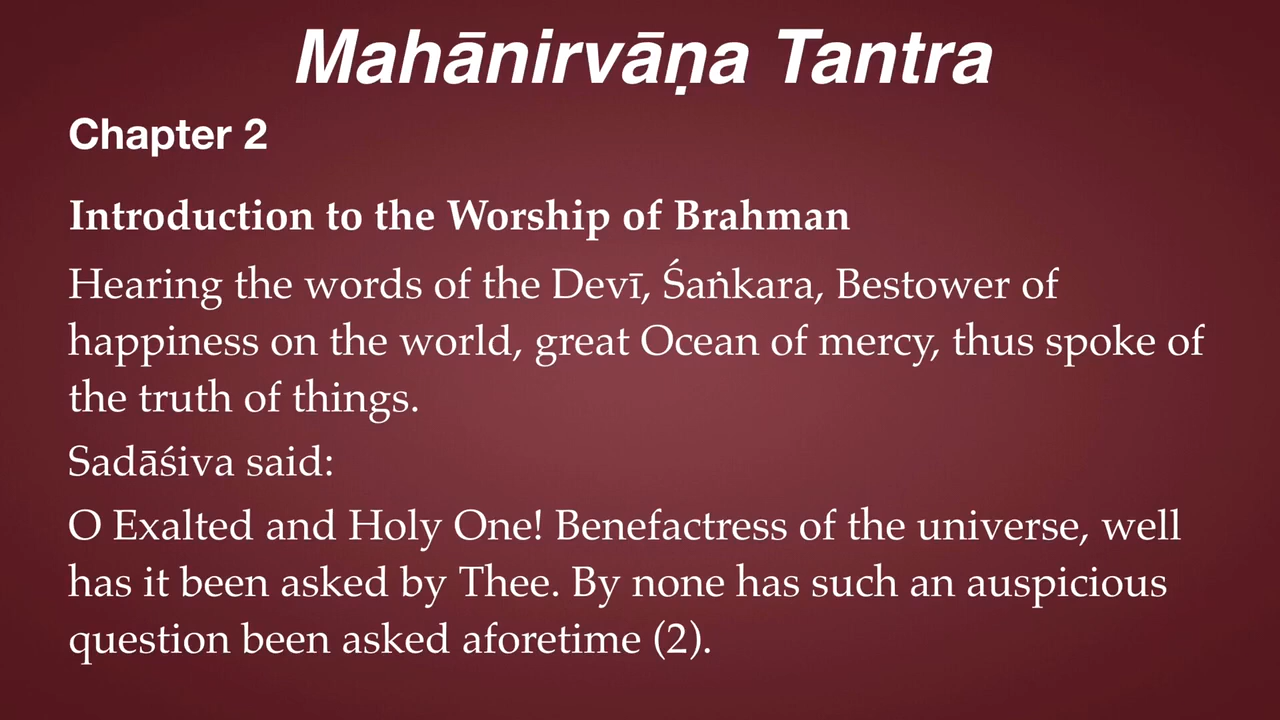 Mahānirvāṇa Tantra
Chapter 2
Introduction to the Worship of Brahman
Hearing the words of the Devī, Śaṅkara, Bestower of
happiness on the world, great Ocean of mercy, thus spoke of
the truth of things.
Sadāśiva said:
O Exalted and Holy One! Benefactress of the universe, well
has it been asked by Thee. By none has such an auspicious
question been asked aforetime (2).